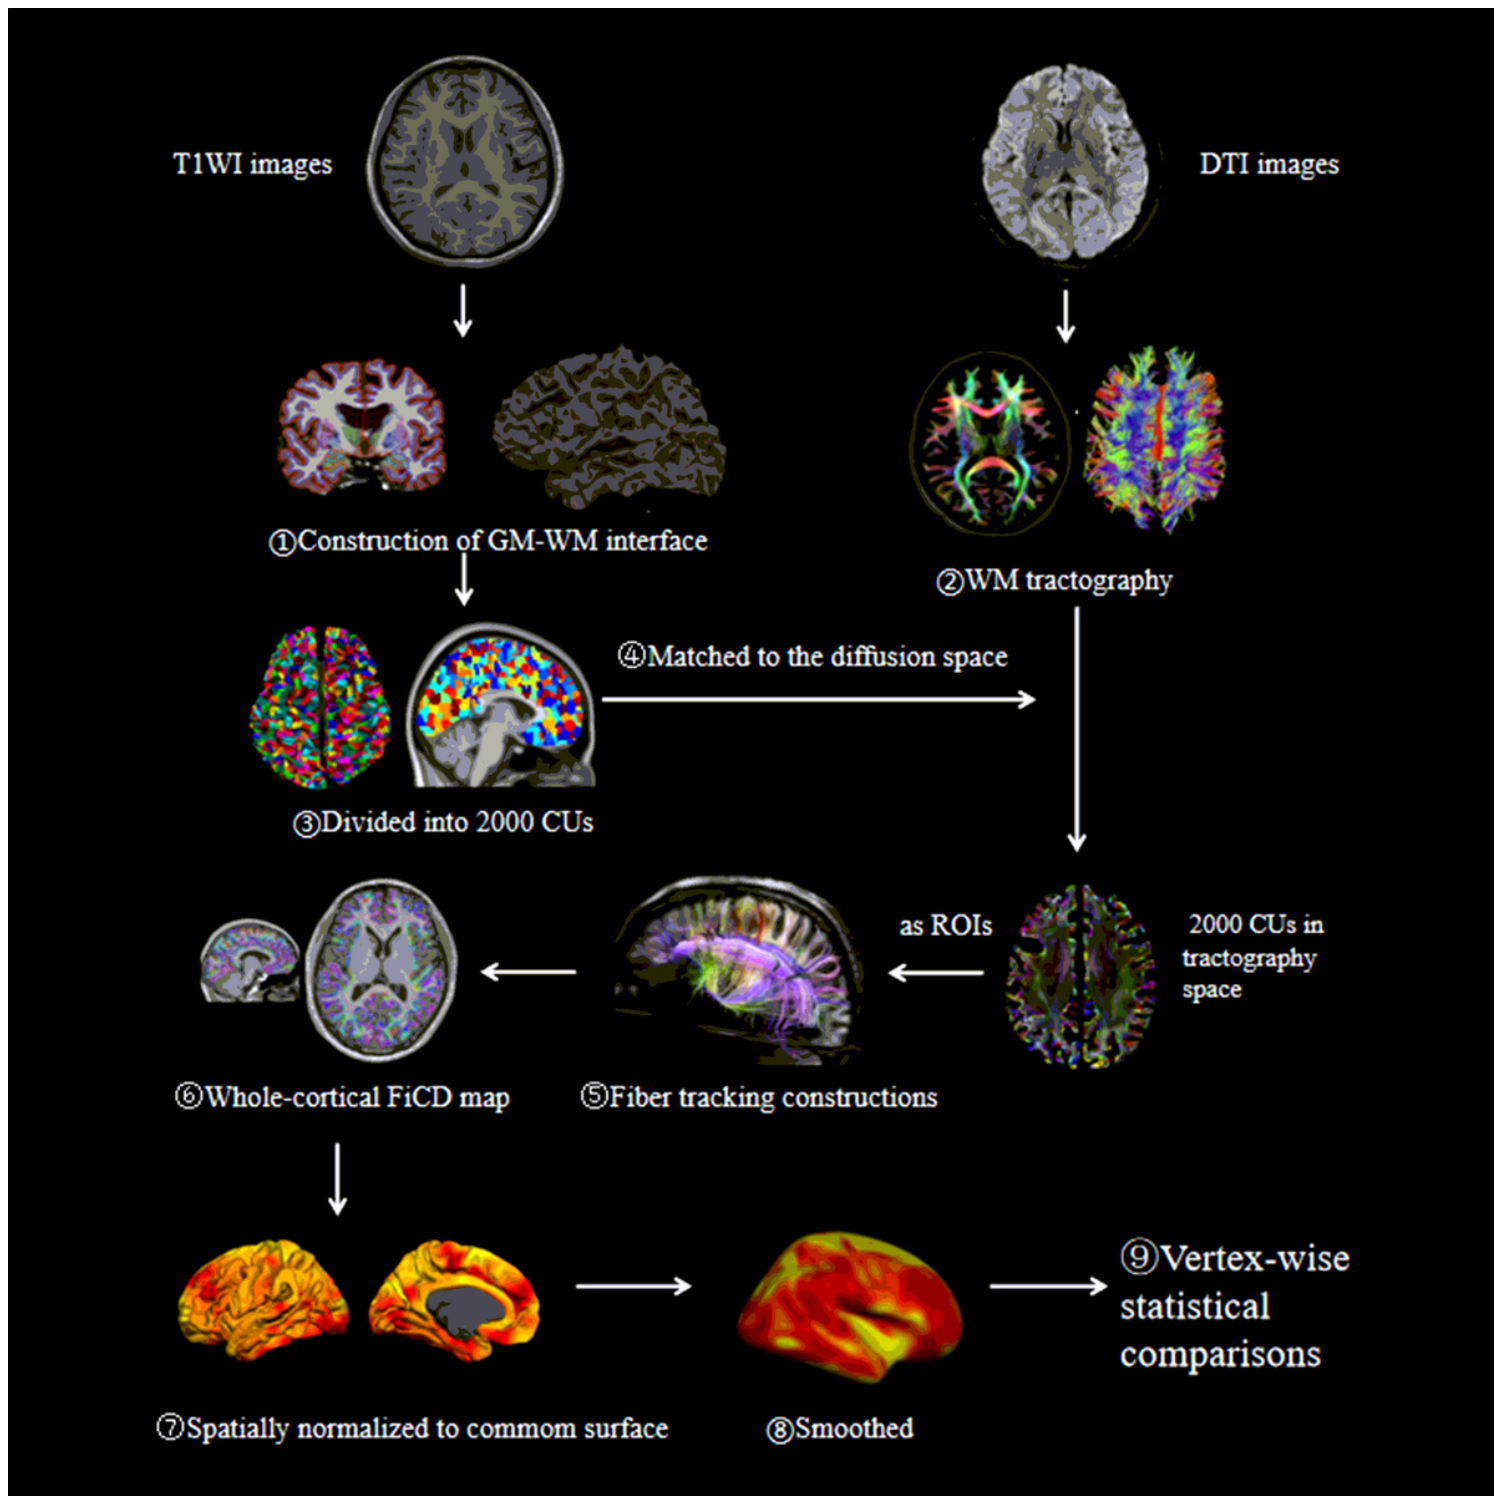 T1WI images
DTI images
①Construction of GM-WM interface
②WM tractography
④Matched to the diffusion space
③Divided into 2000 CUs
as ROIs
2000 CUs in
tractography
space
⑥Whole-cortical FiCD map
⑤Fiber tracking constructions
⑨Vertex-wise
statistical
comparisons
⑦Spatially normalized to commom surface
⑧Smoothed